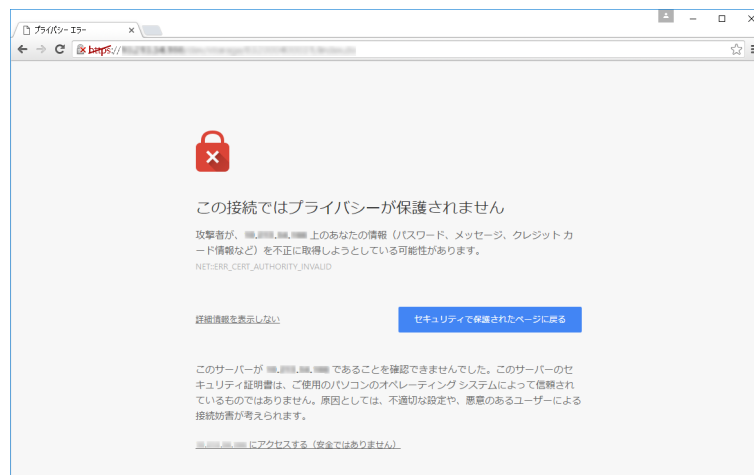 プライバシー エラー
https://
この接続ではプライバシーが保護されません
攻撃者が、 上のあなたの情報（パスワード、メッセージ、クレジット カ
ード情報など）を不正に取得しようとしている可能性があります。
NET::ERR_CERT_AUTHORITY_INVALID
詳細情報を表示しない
セキュリティで保護されたページに戻る
このサーバーが であることを確認できませんでした。このサーバーのセ
キュリティ証明書は、ご使用のパソコンのオペレーティング システムによって信頼され
ているものではありません。原因としては、不適切な設定や、悪意のあるユーザーによる
接続妨害が考えられます。
にアクセスする（安全ではありません）